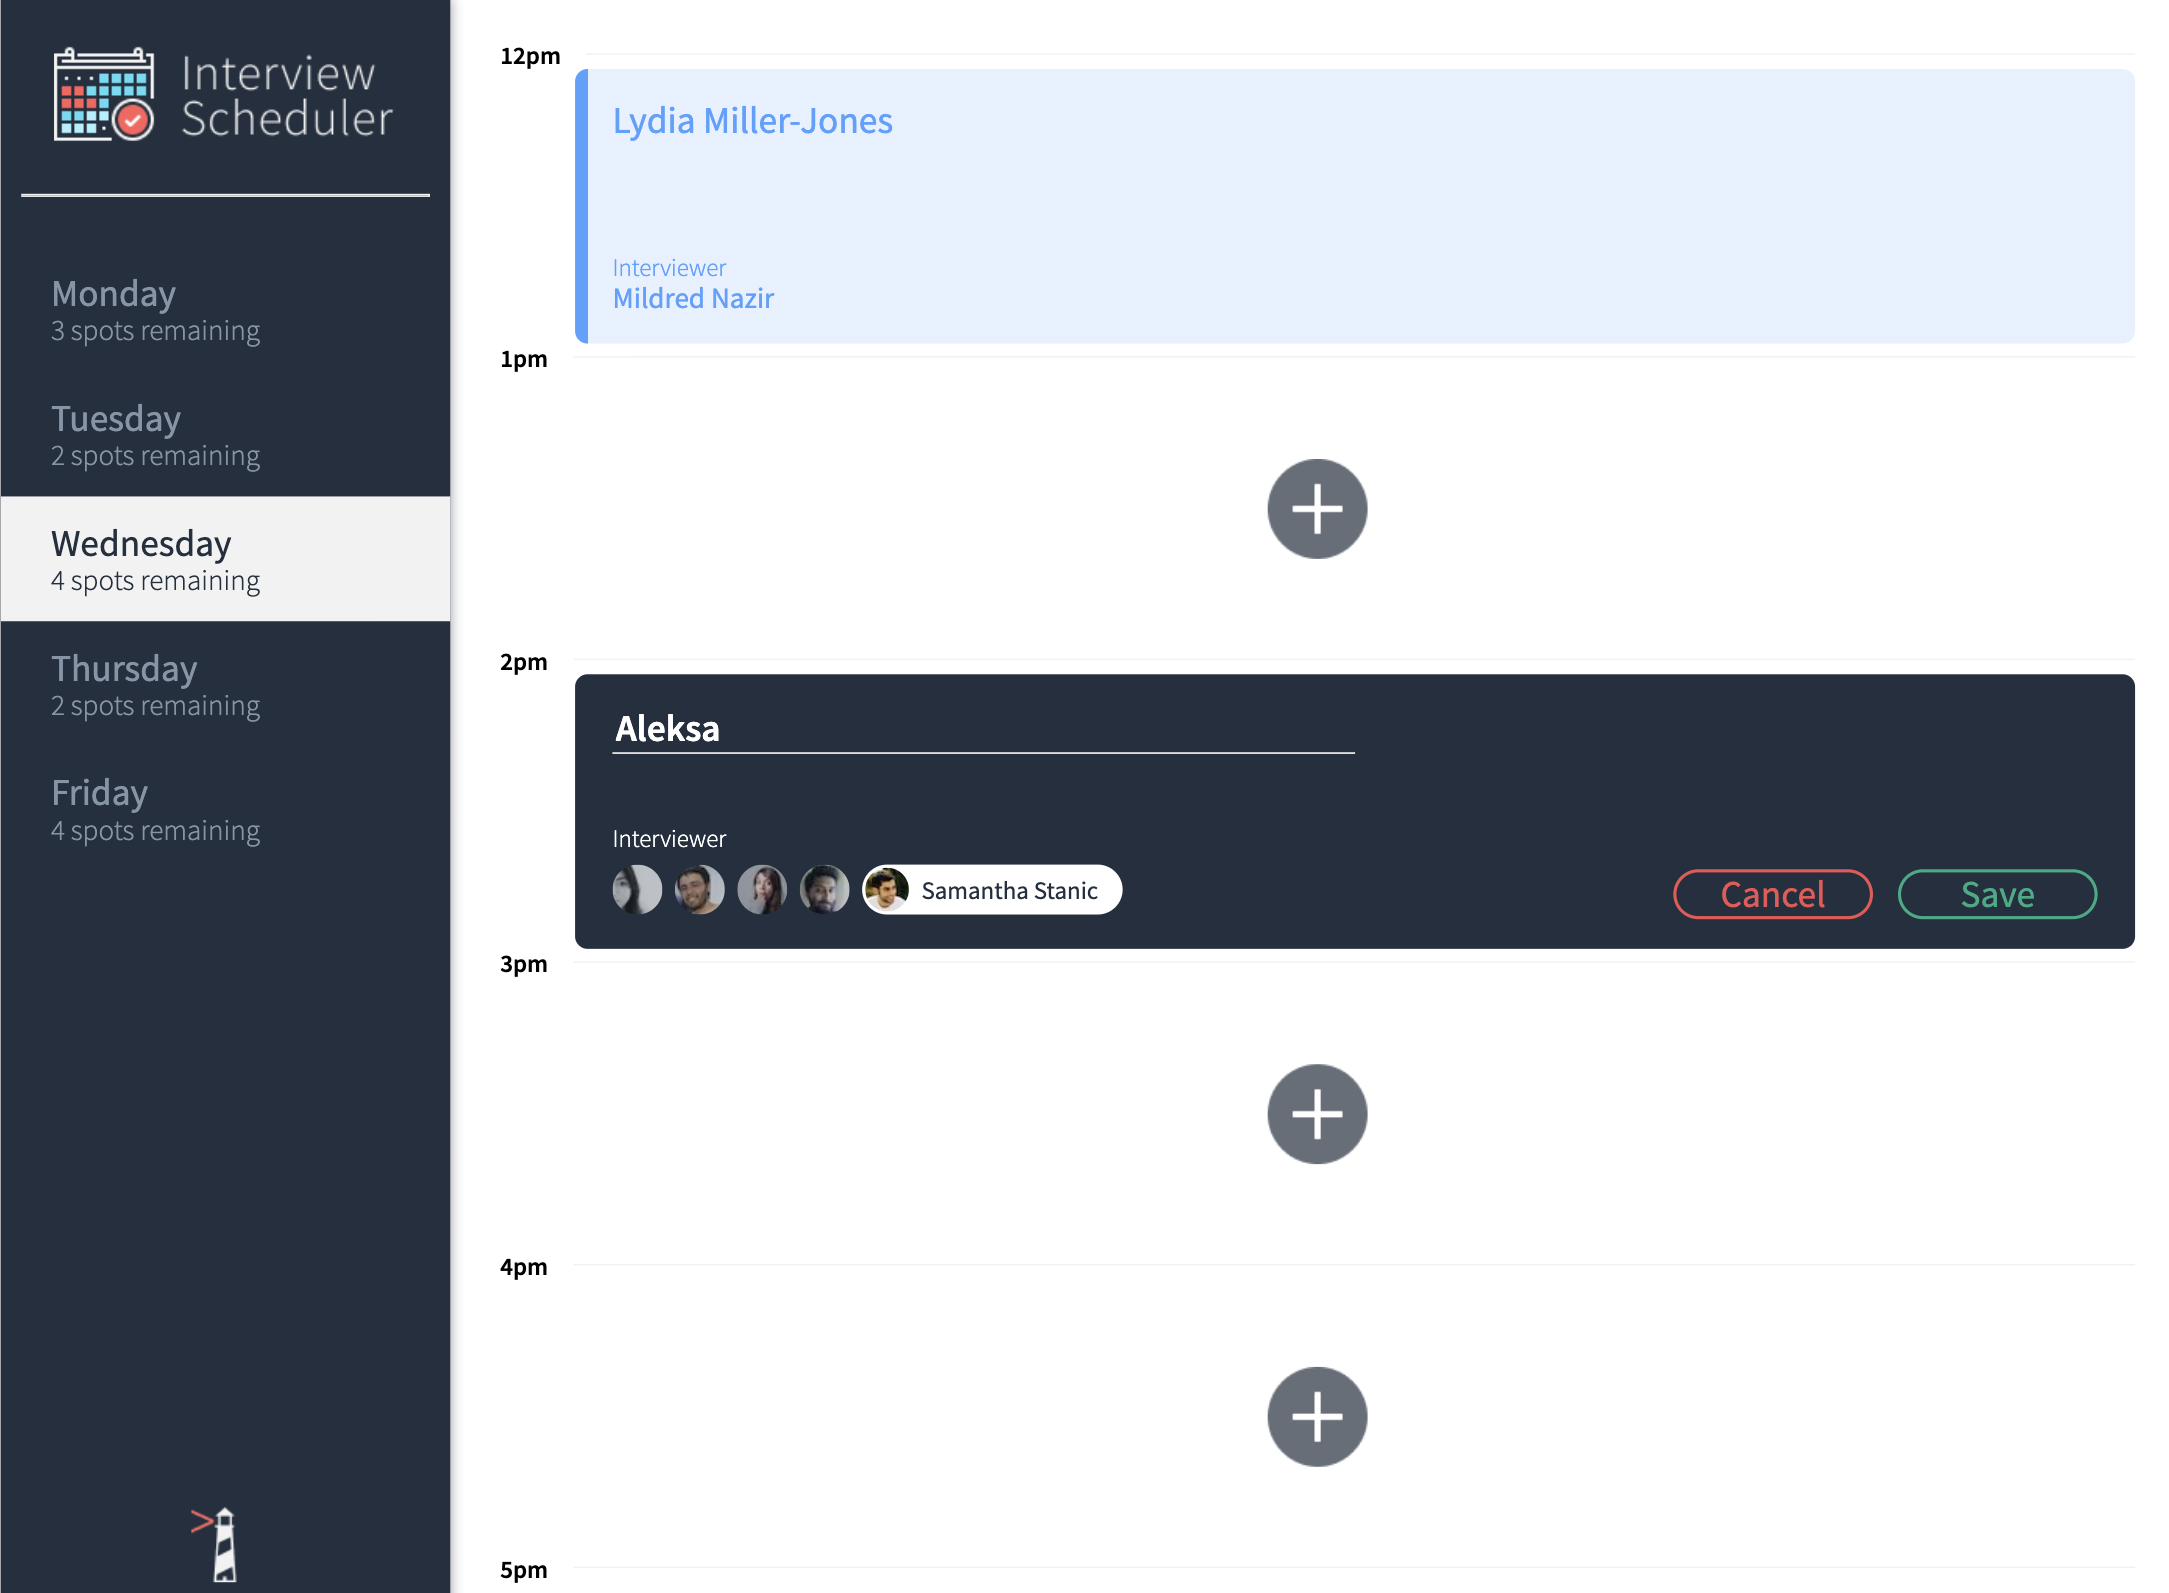 Interview
Scheduler
Monday
3 spots remaining
Tuesday
2 spots remaining
Wednesday
4 spots remaining
Thursday
2 spots remaining
Friday
4 spots remaining
12pm
Lydia Miller-Jones
Interviewer
Mildred Nazir
1pm
2pm
Aleksa
Interviewer
Samantha Stanic
Cancel
Save
3pm
4pm
5pm